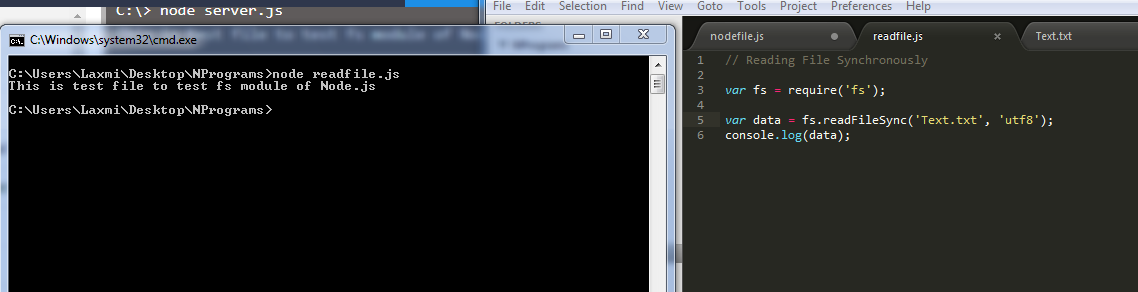 C:\> node server.js
C:\Windows\system32\cmd.exe
C:\Users\Laxmi\Desktop\NPrograms>node readfile.js
This is test file to test fs module of Node.js
C:\Users\Laxmi\Desktop\NPrograms>
File Edit Selection Find View Goto Tools Project Preferences Help
FOLDERS
nodefile.js readfile.js Text.txt
1 // Reading File Synchronously
2
3 var fs = require('fs');
4
5 var data = fs.readFileSync('Text.txt', 'utf8');
6 console.log(data);